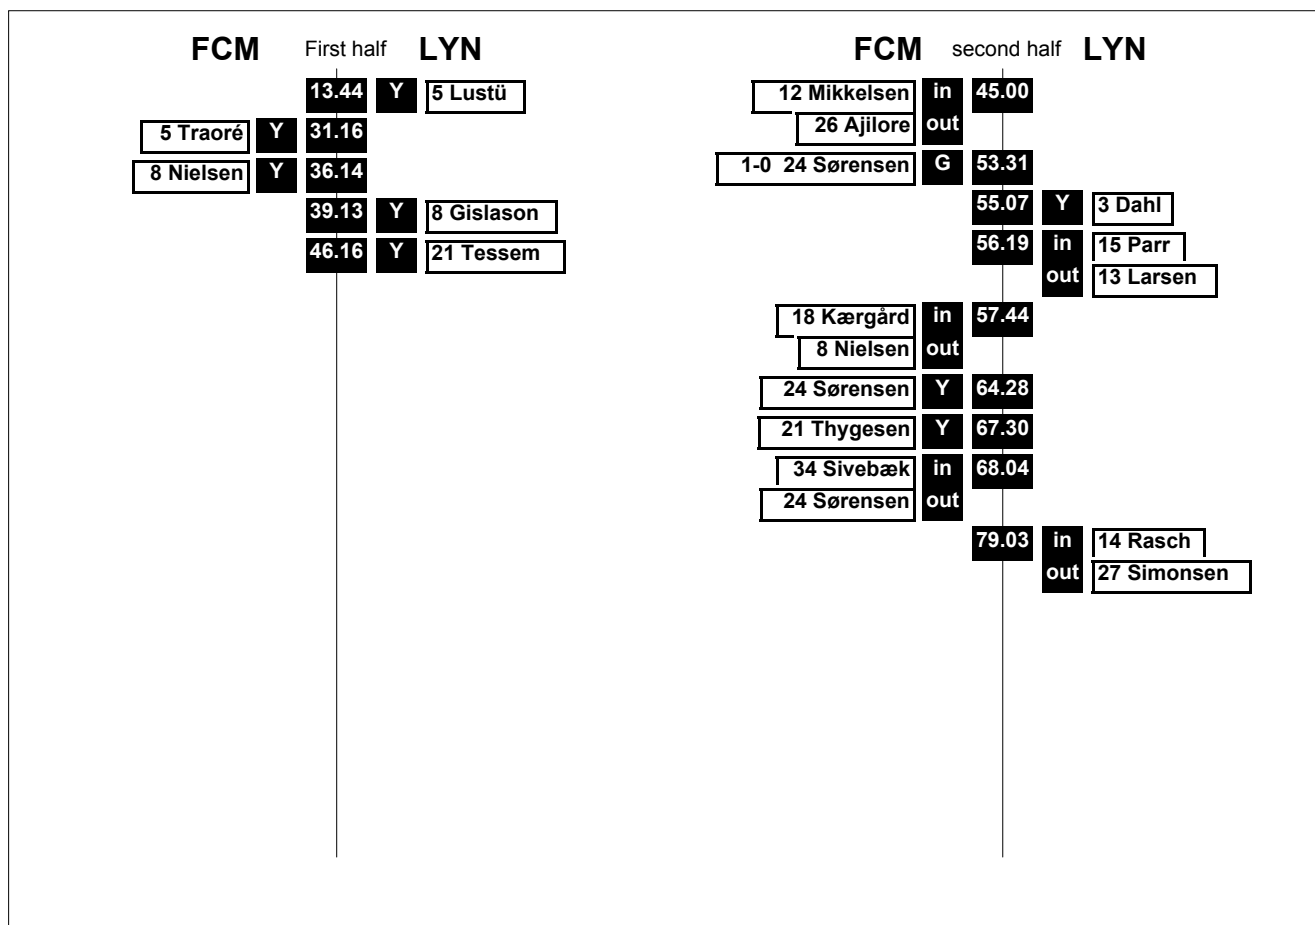 FCM First half LYN
13.44 Y 5 Lustü
5 Traoré Y 31.16
8 Nielsen Y 36.14
39.13 Y 8 Gislason
46.16 Y 21 Tessem
FCM second half LYN
12 Mikkelsen in 45.00
26 Ajilore out
1-0 24 Sørensen G 53.31
55.07 Y 3 Dahl
56.19 in 15 Parr
out 13 Larsen
18 Kærgård in 57.44
8 Nielsen out
24 Sørensen Y 64.28
21 Thygesen Y 67.30
34 Sivebæk in 68.04
24 Sørensen out
79.03 in 14 Rasch
out 27 Simonsen